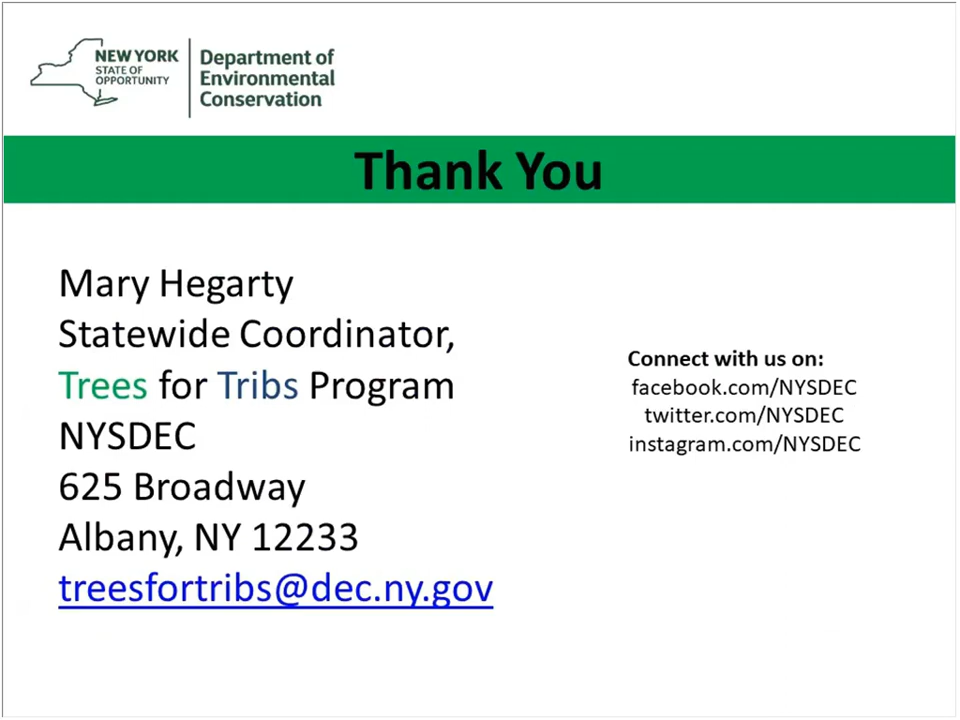 NEW YORK
STATE OF
OPPORTUNITY
Department of
Environmental
Conservation
Thank You
Mary Hegarty
Statewide Coordinator,
Trees for Tribs Program
NYSDEC
625 Broadway
Albany, NY 12233
treesfortribs@dec.ny.gov
Connect with us on:
facebook.com/NYSDEC
twitter.com/NYSDEC
instagram.com/NYSDEC